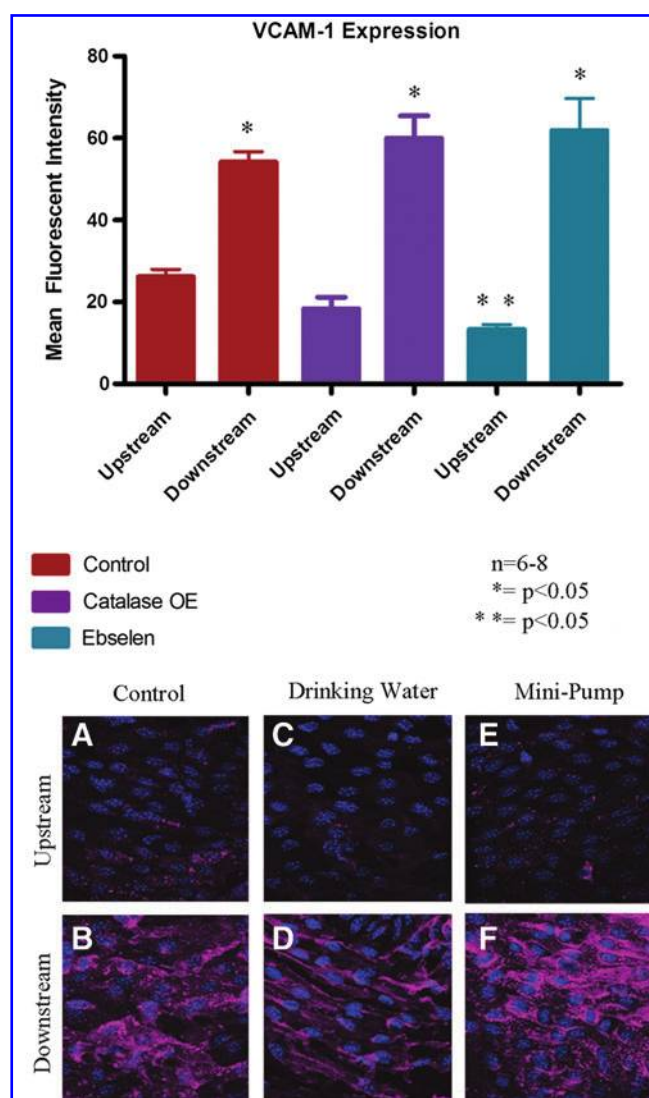 VCAM-1 Expression
Mean Fluorescent Intensity
80
60
40
20
0
*
*
* *
*
Upstream
Downstream
Upstream
Downstream
Upstream
Downstream
Control
Catalase OE
Ebselen
n=6-8
*= p<0.05
* *= p<0.05
Control
Drinking Water
Mini-Pump
Upstream
A
C
E
Downstream
B
D
F